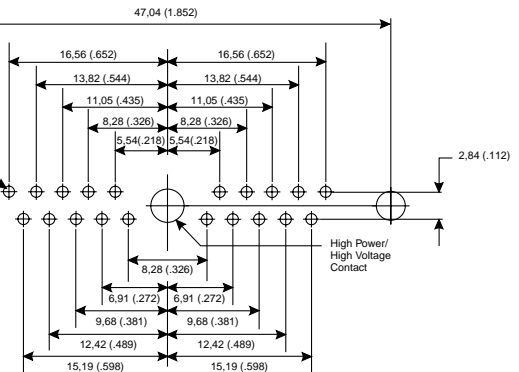 47,04 (1.852)
16,56 (.652) 16,56 (.652)
13,82 (.544) 13,82 (.544)
11,05 (.435) 11,05 (.435)
8,28 (.326) 8,28 (.326)
5,54(.218) 5,54(.218)
2,84 (.112)
High Power/
High Voltage
Contact
8,28 (.326)
6,91 (.272) 6,91 (.272)
9,68 (.381) 9,68 (.381)
12,42 (.489) 12,42 (.489)
15,19 (.598) 15,19 (.598)